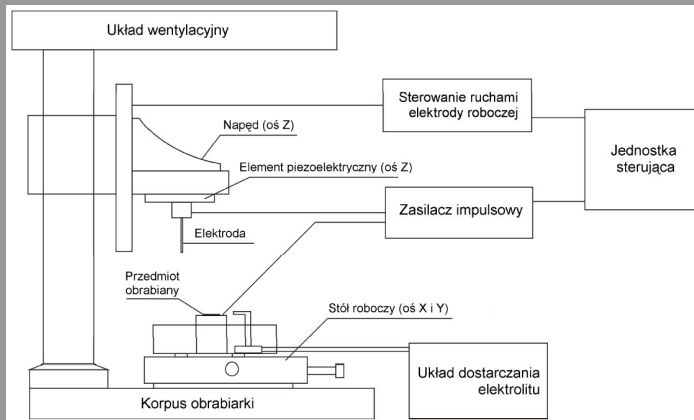 Układ wentylacyjny
Sterowanie ruchami
elektrody roboczej
Napęd (oś Z)
Jednostka
sterująca
Element piezoelektryczny (oś Z)
Zasilacz impulsowy
Elektroda
Przedmiot
obrabiany
Stół roboczy (oś X i Y)
Układ dostarczania
elektrolitu
Korpus obrabiarki